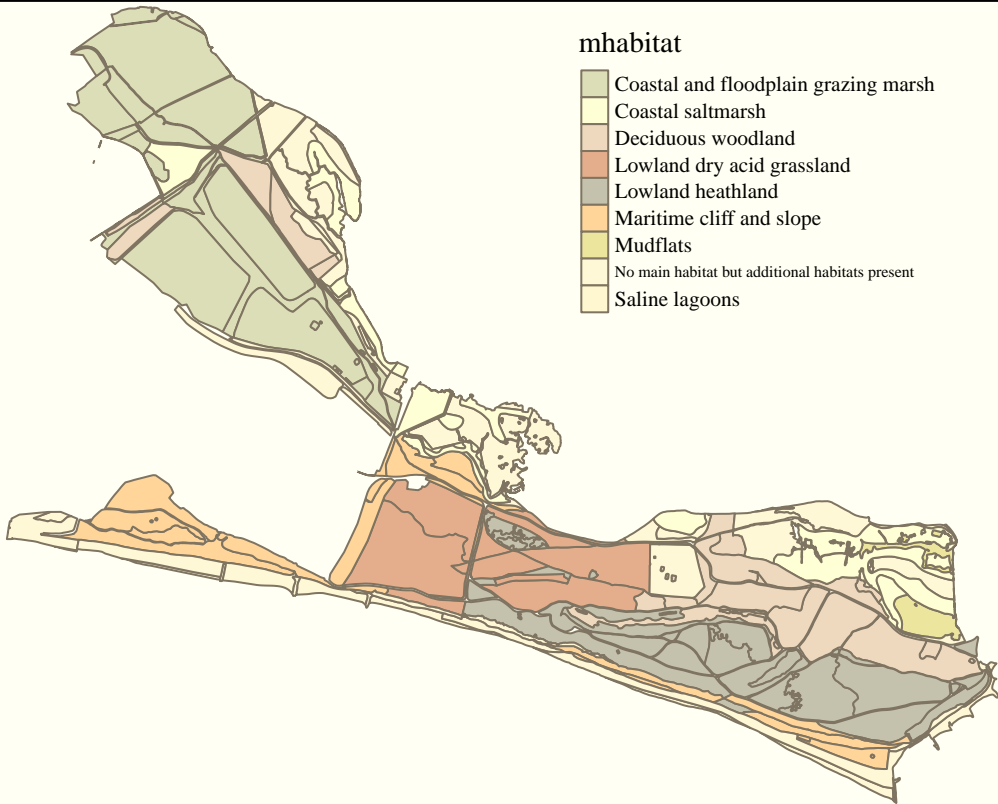 mhabitat
Coastal and floodplain grazing marsh
Coastal saltmarsh
Deciduous woodland
Lowland dry acid grassland
Lowland heathland
Maritime cliff and slope
Mudflats
No main habitat but additional habitats present
Saline lagoons